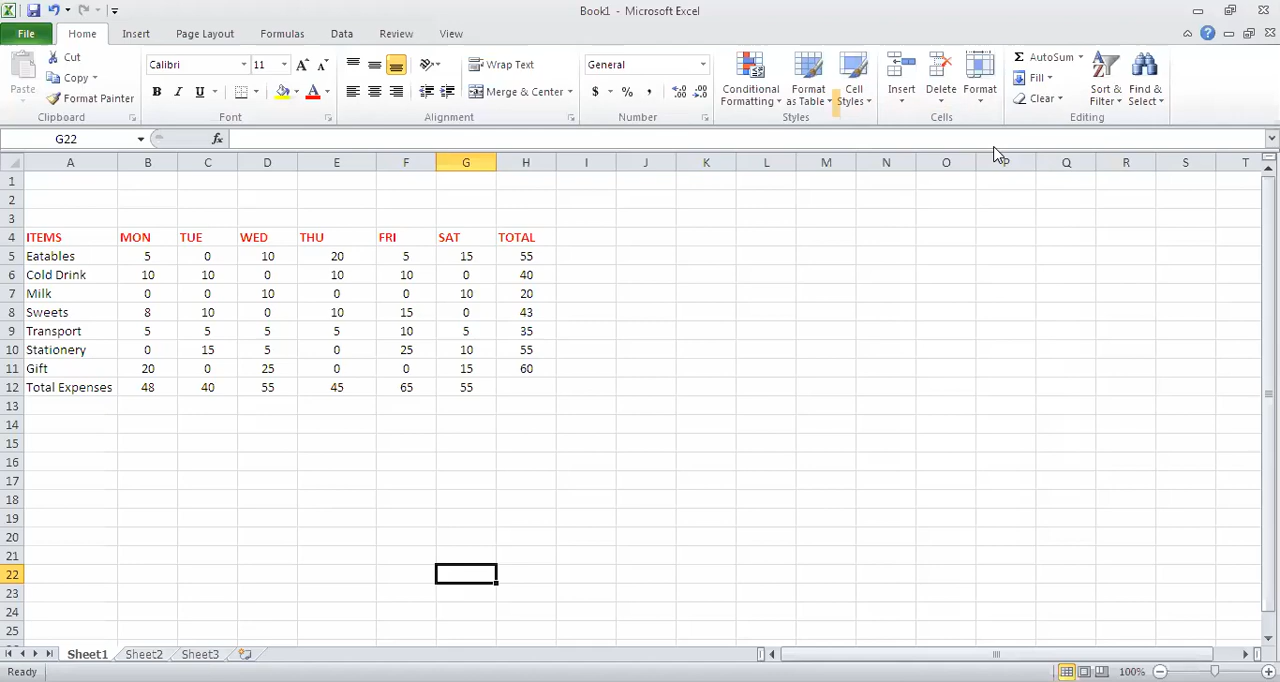 Book1 - Microsoft Excel
File Home Insert Page Layout Formulas Data Review View
Paste
Cut
Copy
Format Painter
Clipboard
Calibri 11 A A
B I U A
Font
Wrap Text
Merge & Center
Alignment
General
$ % ,
Number
Conditional Formatting
Format as Table
Cell Styles
Styles
Insert Delete Format
Cells
AutoSum
Fill
Clear
Sort & Filter
Find & Select
Editing
G22 fx
A B C D E F G H I J K L M N O P Q R S T
1
2
3
4 ITEMS MON TUE WED THU FRI SAT TOTAL
5 Eatables 5 0 10 20 5 15 55
6 Cold Drink 10 10 0 10 10 0 40
7 Milk 0 0 10 0 0 10 20
8 Sweets 8 10 0 10 15 0 43
9 Transport 5 5 5 5 10 5 35
10 Stationery 0 15 5 0 25 10 55
11 Gift 20 0 25 0 0 15 60
12 Total Expenses 48 40 55 45 65 55
13
14
15
16
17
18
19
20
21
22
23
24
25
Sheet1 Sheet2 Sheet3
Ready 100%